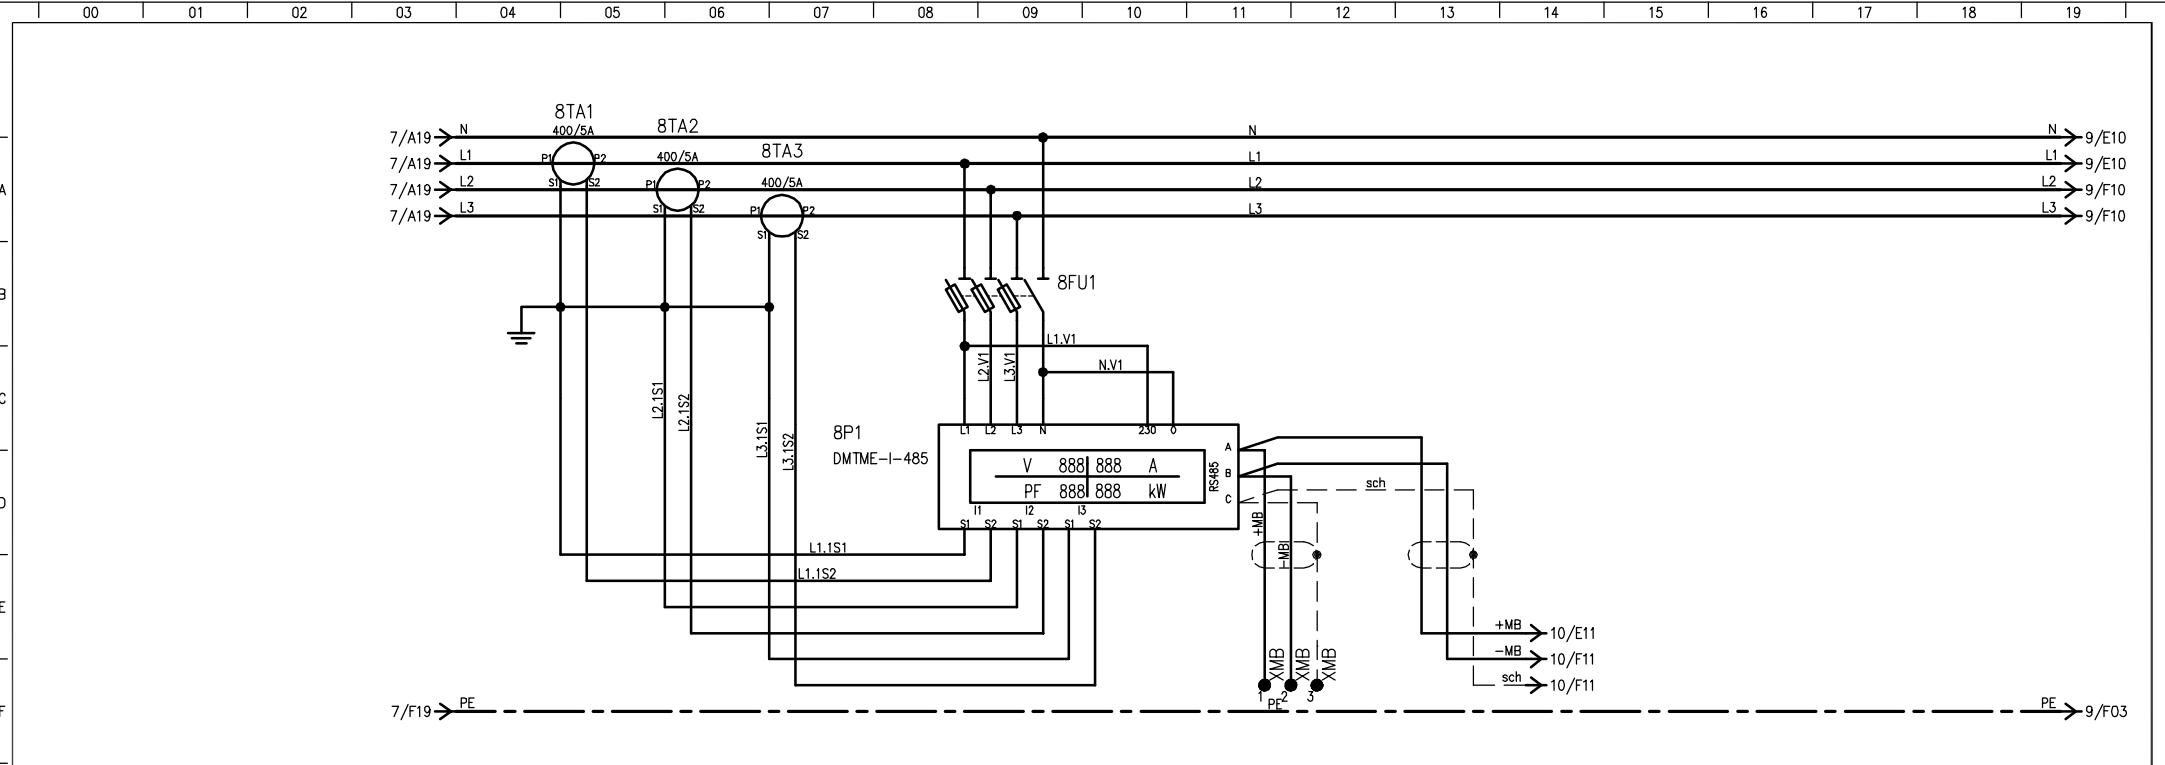 00 01 02 03 04 05 06 07 08 09 10 11 12 13 14 15 16 17 18 19
8TA1
400/5A
8TA2
7/A19 N N N 9/E10
8TA3
400/5A
7/A19 L1 P1 P2 L1 L1 9/E10
S1 S2
400/5A
7/A19 L2 P1 P2 L2 L2 9/F10
A
S1 S2
7/A19 L3 P1 P2 L3 L3 9/F10
S1 S2
8FU1
B
L1.V1
L2.V1
L3.V1
N.V1
C
L2.1S1
L2.1S2
L3.1S1
L3.1S2
8P1
DMTME-I-485
L1 L2 L3 N 230 0
V 888 888 A
PF 888 888 kW
I1 I2 I3
S1 S2 S1 S2 S1 S2
RS485
A
B
C
sch
D
+MB
-MB
L1.1S1
L1.1S2
E
+MB 10/E11
-MB 10/F11
sch 10/F11
XMB XMB XMB
1 2 3
F
7/F19 PE PE PE 9/F03